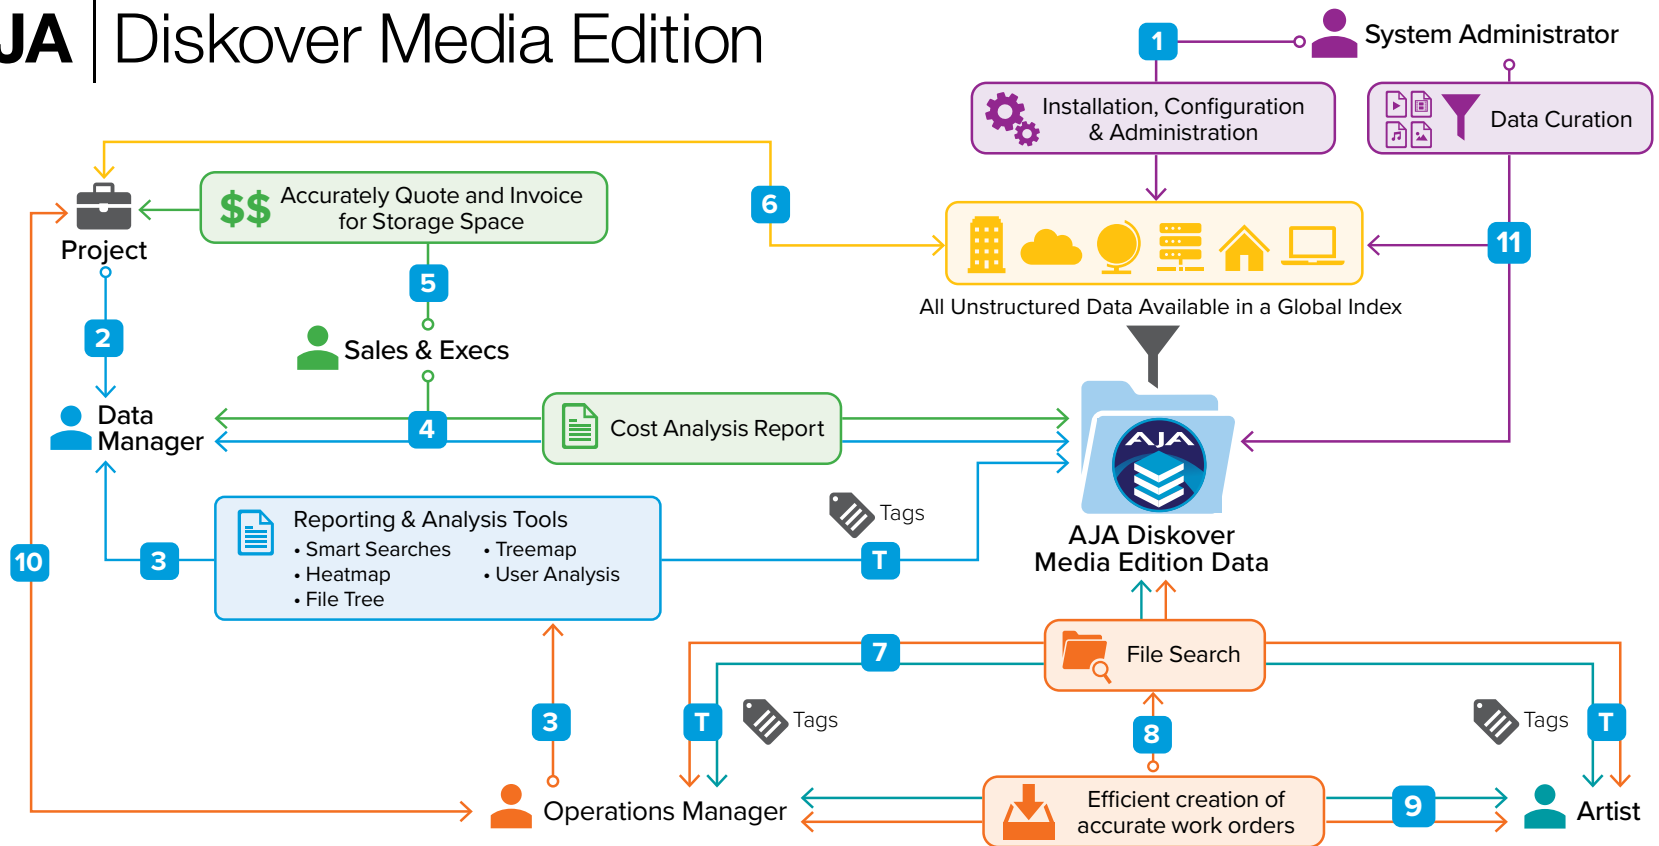 JA | Diskover Media Edition
1
System Administrator
Installation, Configuration
& Administration
Data Curation
$$
Accurately Quote and Invoice
for Storage Space
6
11
Project
5
All Unstructured Data Available in a Global Index
2
Sales & Execs
Data
Manager
4
Cost Analysis Report
AJA
Reporting & Analysis Tools
• Smart Searches
• Heatmap
• File Tree
• Treemap
• User Analysis
Tags
T
3
10
AJA Diskover
Media Edition Data
7
File Search
3
T
Tags
8
Tags
T
Operations Manager
Efficient creation of
accurate work orders
9
Artist